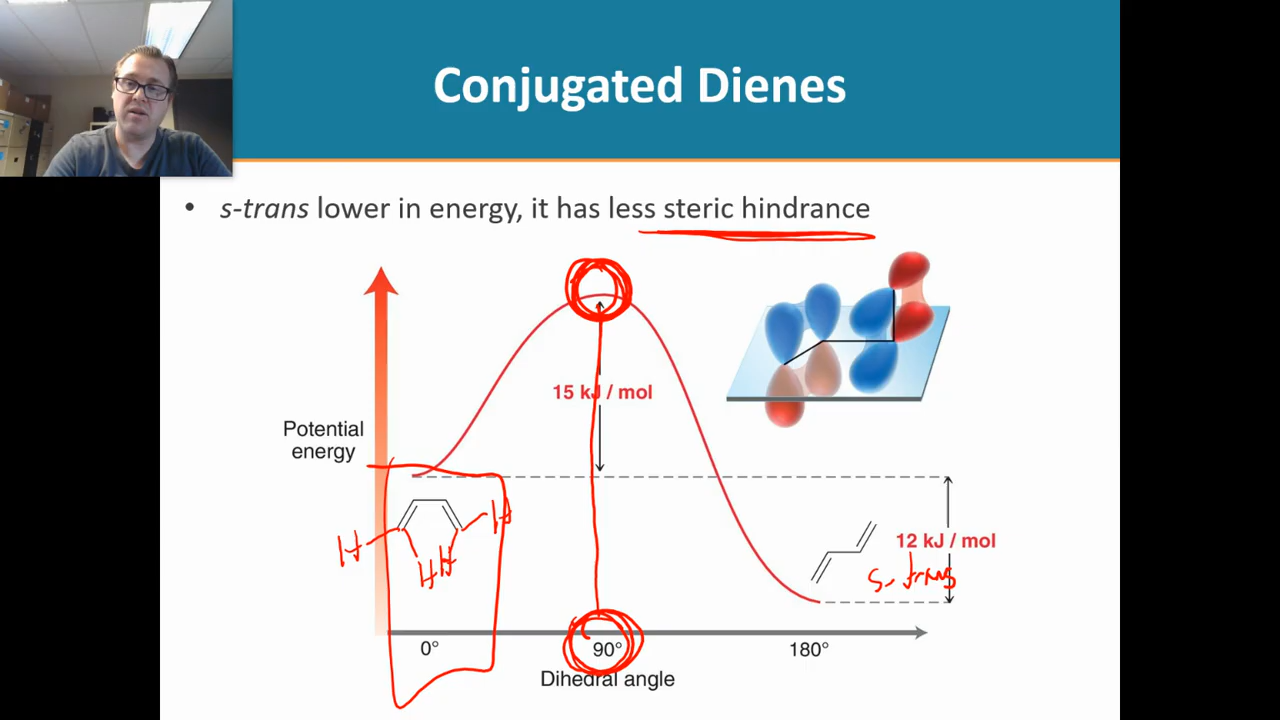 Conjugated Dienes
• s-trans lower in energy, it has less steric hindrance
15 kJ / mol
Potential
energy
H
H
H
H
12 kJ / mol
s-trans
0°
90°
180°
Dihedral angle